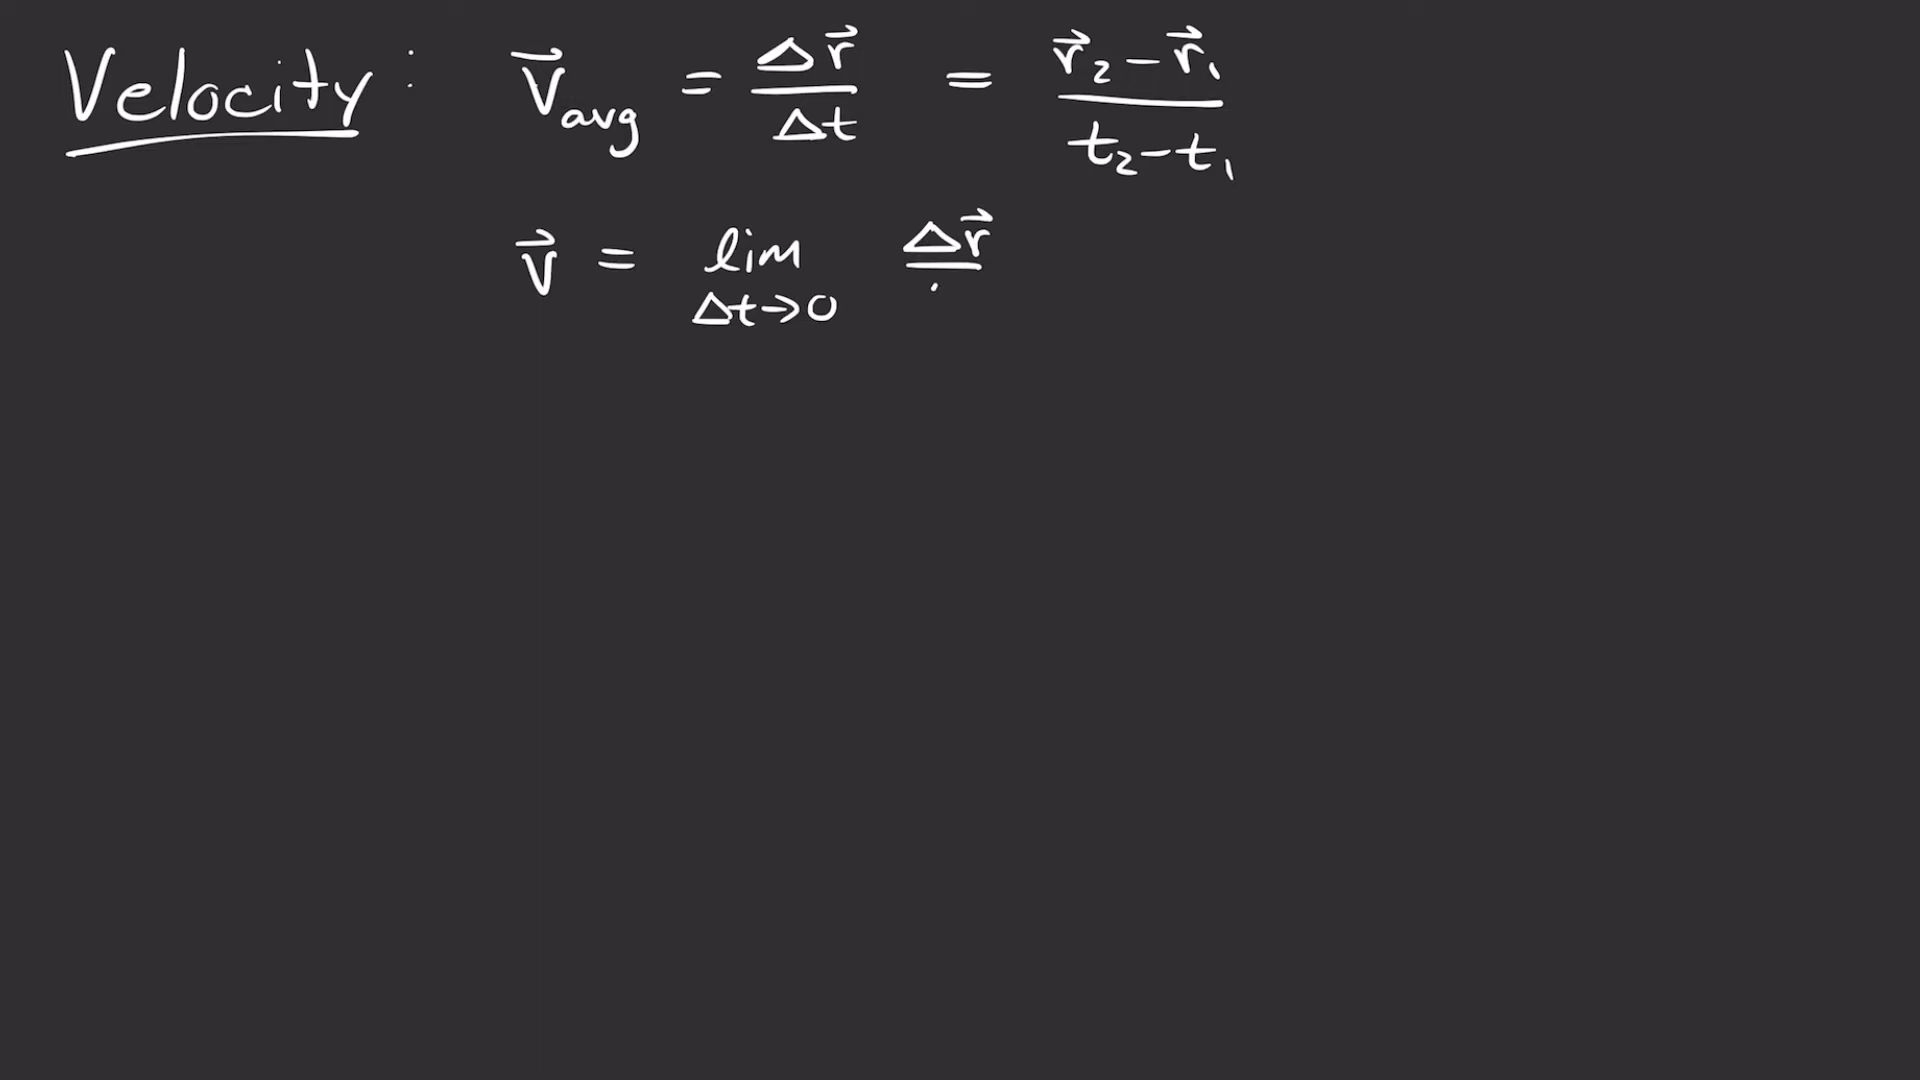 Velocity : v⃗avg = Δr⃗/Δt = (r⃗₂ − r⃗₁)/(t₂ − t₁)
v⃗ = lim Δt→0 Δr⃗/